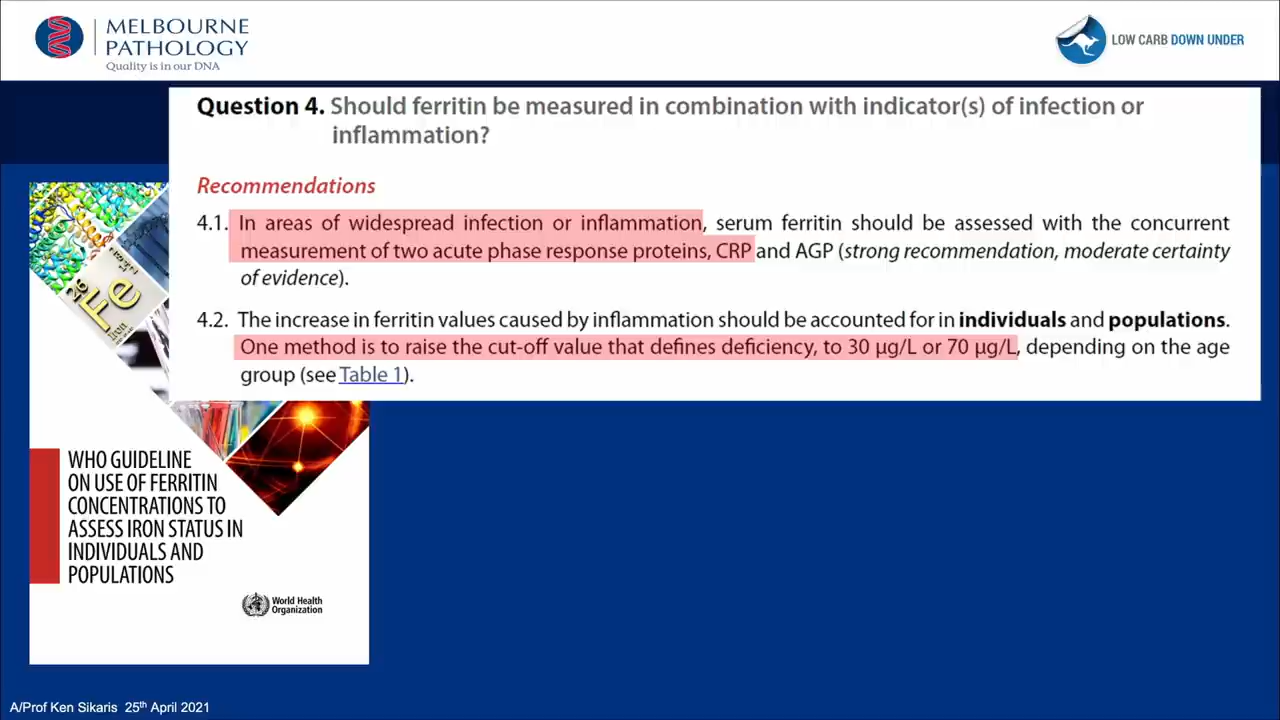 MELBOURNE
PATHOLOGY
Quality is in our DNA
LOW CARB DOWN UNDER
Question 4. Should ferritin be measured in combination with indicator(s) of infection or
inflammation?
Recommendations
4.1. In areas of widespread infection or inflammation, serum ferritin should be assessed with the concurrent
measurement of two acute phase response proteins, CRP and AGP (strong recommendation, moderate certainty
of evidence).
4.2. The increase in ferritin values caused by inflammation should be accounted for in individuals and populations.
One method is to raise the cut-off value that defines deficiency, to 30 μg/L or 70 μg/L, depending on the age
group (see Table 1).
26
Fe
WHO GUIDELINE
ON USE OF FERRITIN
CONCENTRATIONS TO
ASSESS IRON STATUS IN
INDIVIDUALS AND
POPULATIONS
World Health
Organization
A/Prof Ken Sikaris 25th April 2021